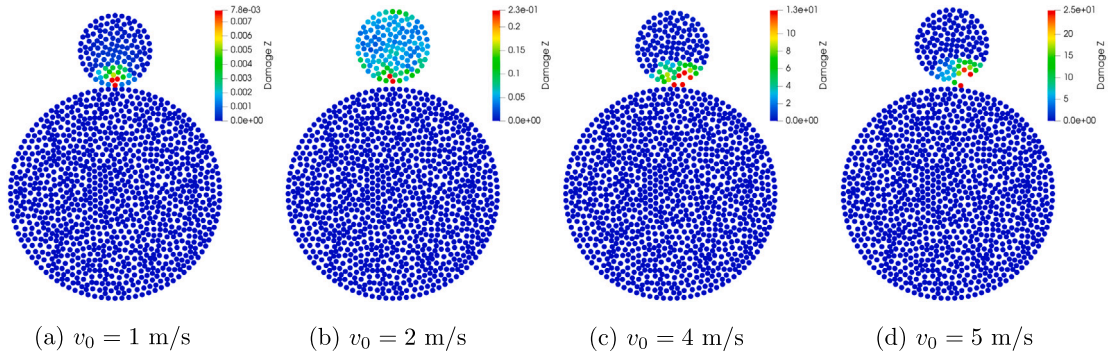 7.8e-03
0.007
0.006
0.005
0.004
0.003
0.002
0.001
0.0e+00
Damage Z
2.3e-01
0.2
0.15
0.1
0.05
0.0e+00
Damage Z
1.3e+01
10
8
6
4
2
0.0e+00
Damage Z
2.5e+01
20
15
10
5
0.0e+00
Damage Z
(a) v₀ = 1 m/s
(b) v₀ = 2 m/s
(c) v₀ = 4 m/s
(d) v₀ = 5 m/s